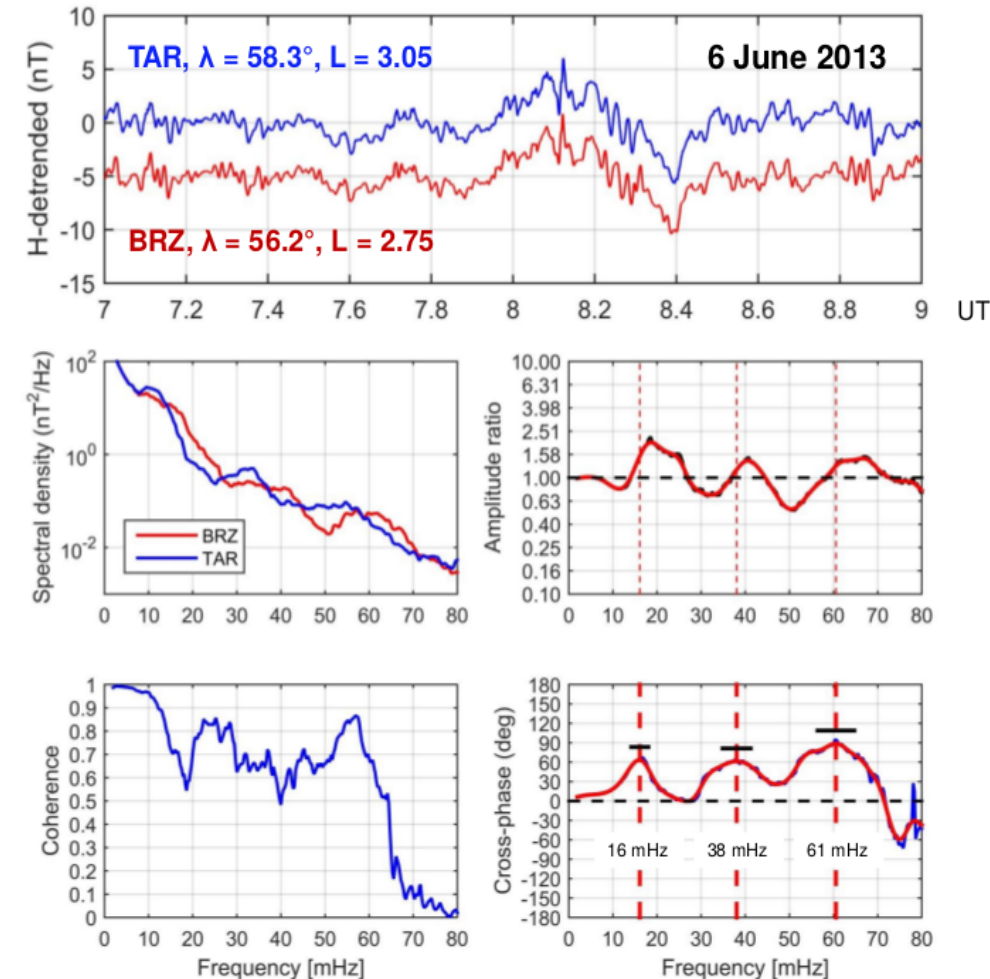 H-detrended (nT)
10
5
0
-5
-10
-15
TAR, λ = 58.3°, L = 3.05
6 June 2013
BRZ, λ = 56.2°, L = 2.75
7 7.2 7.4 7.6 7.8 8 8.2 8.4 8.6 8.8 9 UT
Spectral density (nT²/Hz)
10²
10⁰
10⁻²
BRZ
TAR
0 10 20 30 40 50 60 70 80
Amplitude ratio
10.00
6.31
3.98
2.51
1.58
1.00
0.63
0.40
0.25
0.16
0.10
0 10 20 30 40 50 60 70 80
Coherence
1
0.9
0.8
0.7
0.6
0.5
0.4
0.3
0.2
0.1
0
0 10 20 30 40 50 60 70 80
Frequency [mHz]
Cross-phase (deg)
180
150
120
90
60
30
0
-30
-60
-90
-120
-150
-180
16 mHz 38 mHz 61 mHz
0 10 20 30 40 50 60 70 80
Frequency [mHz]